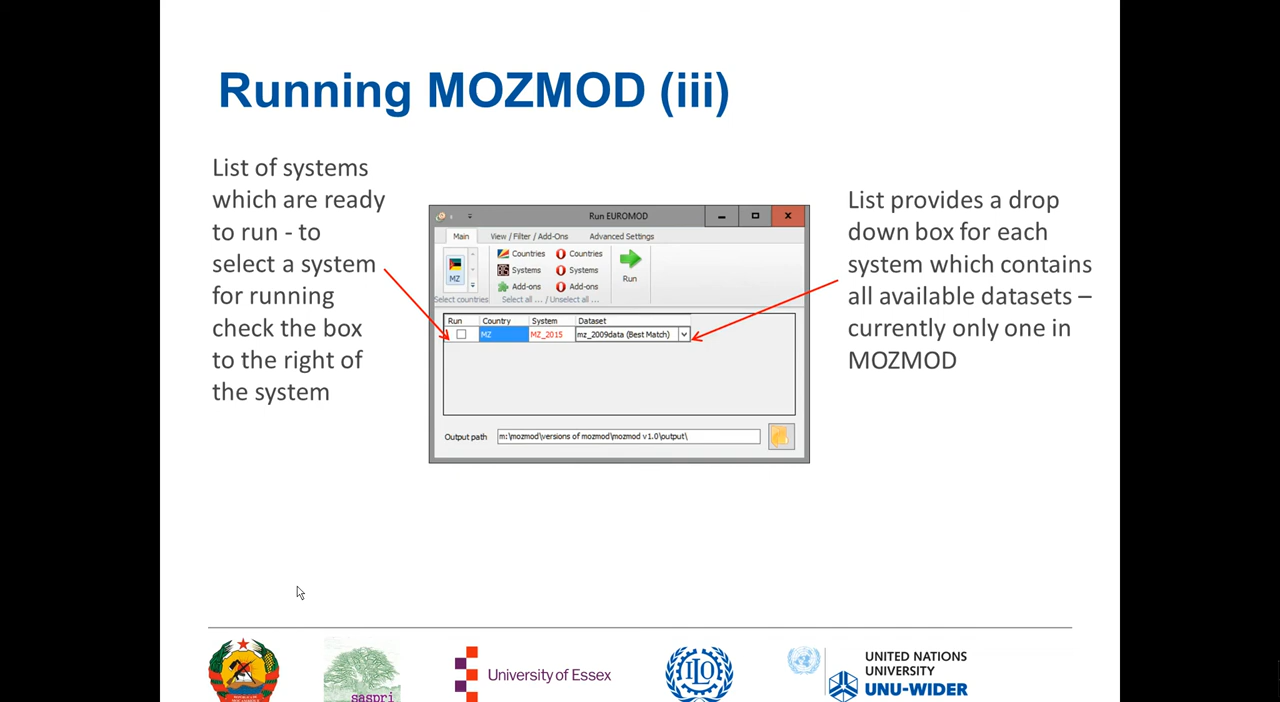 Running MOZMOD (iii)
List of systems
which are ready
to run - to
select a system
for running
check the box
to the right of
the system
Run EUROMOD
Main View / Filter / Add-Ons Advanced Settings
MZ
Countries Countries
Systems Systems
Add-ons Add-ons
Run
Select countries Select all ... / Unselect all ...
Run Country System Dataset
MZ MZ_2015 mz_2009data (Best Match)
Output path m:\mozmod\versions of mozmod\mozmod v1.0\output\
List provides a drop
down box for each
system which contains
all available datasets –
currently only one in
MOZMOD
saspri
University of Essex
ILO
UNITED NATIONS
UNIVERSITY
UNU-WIDER